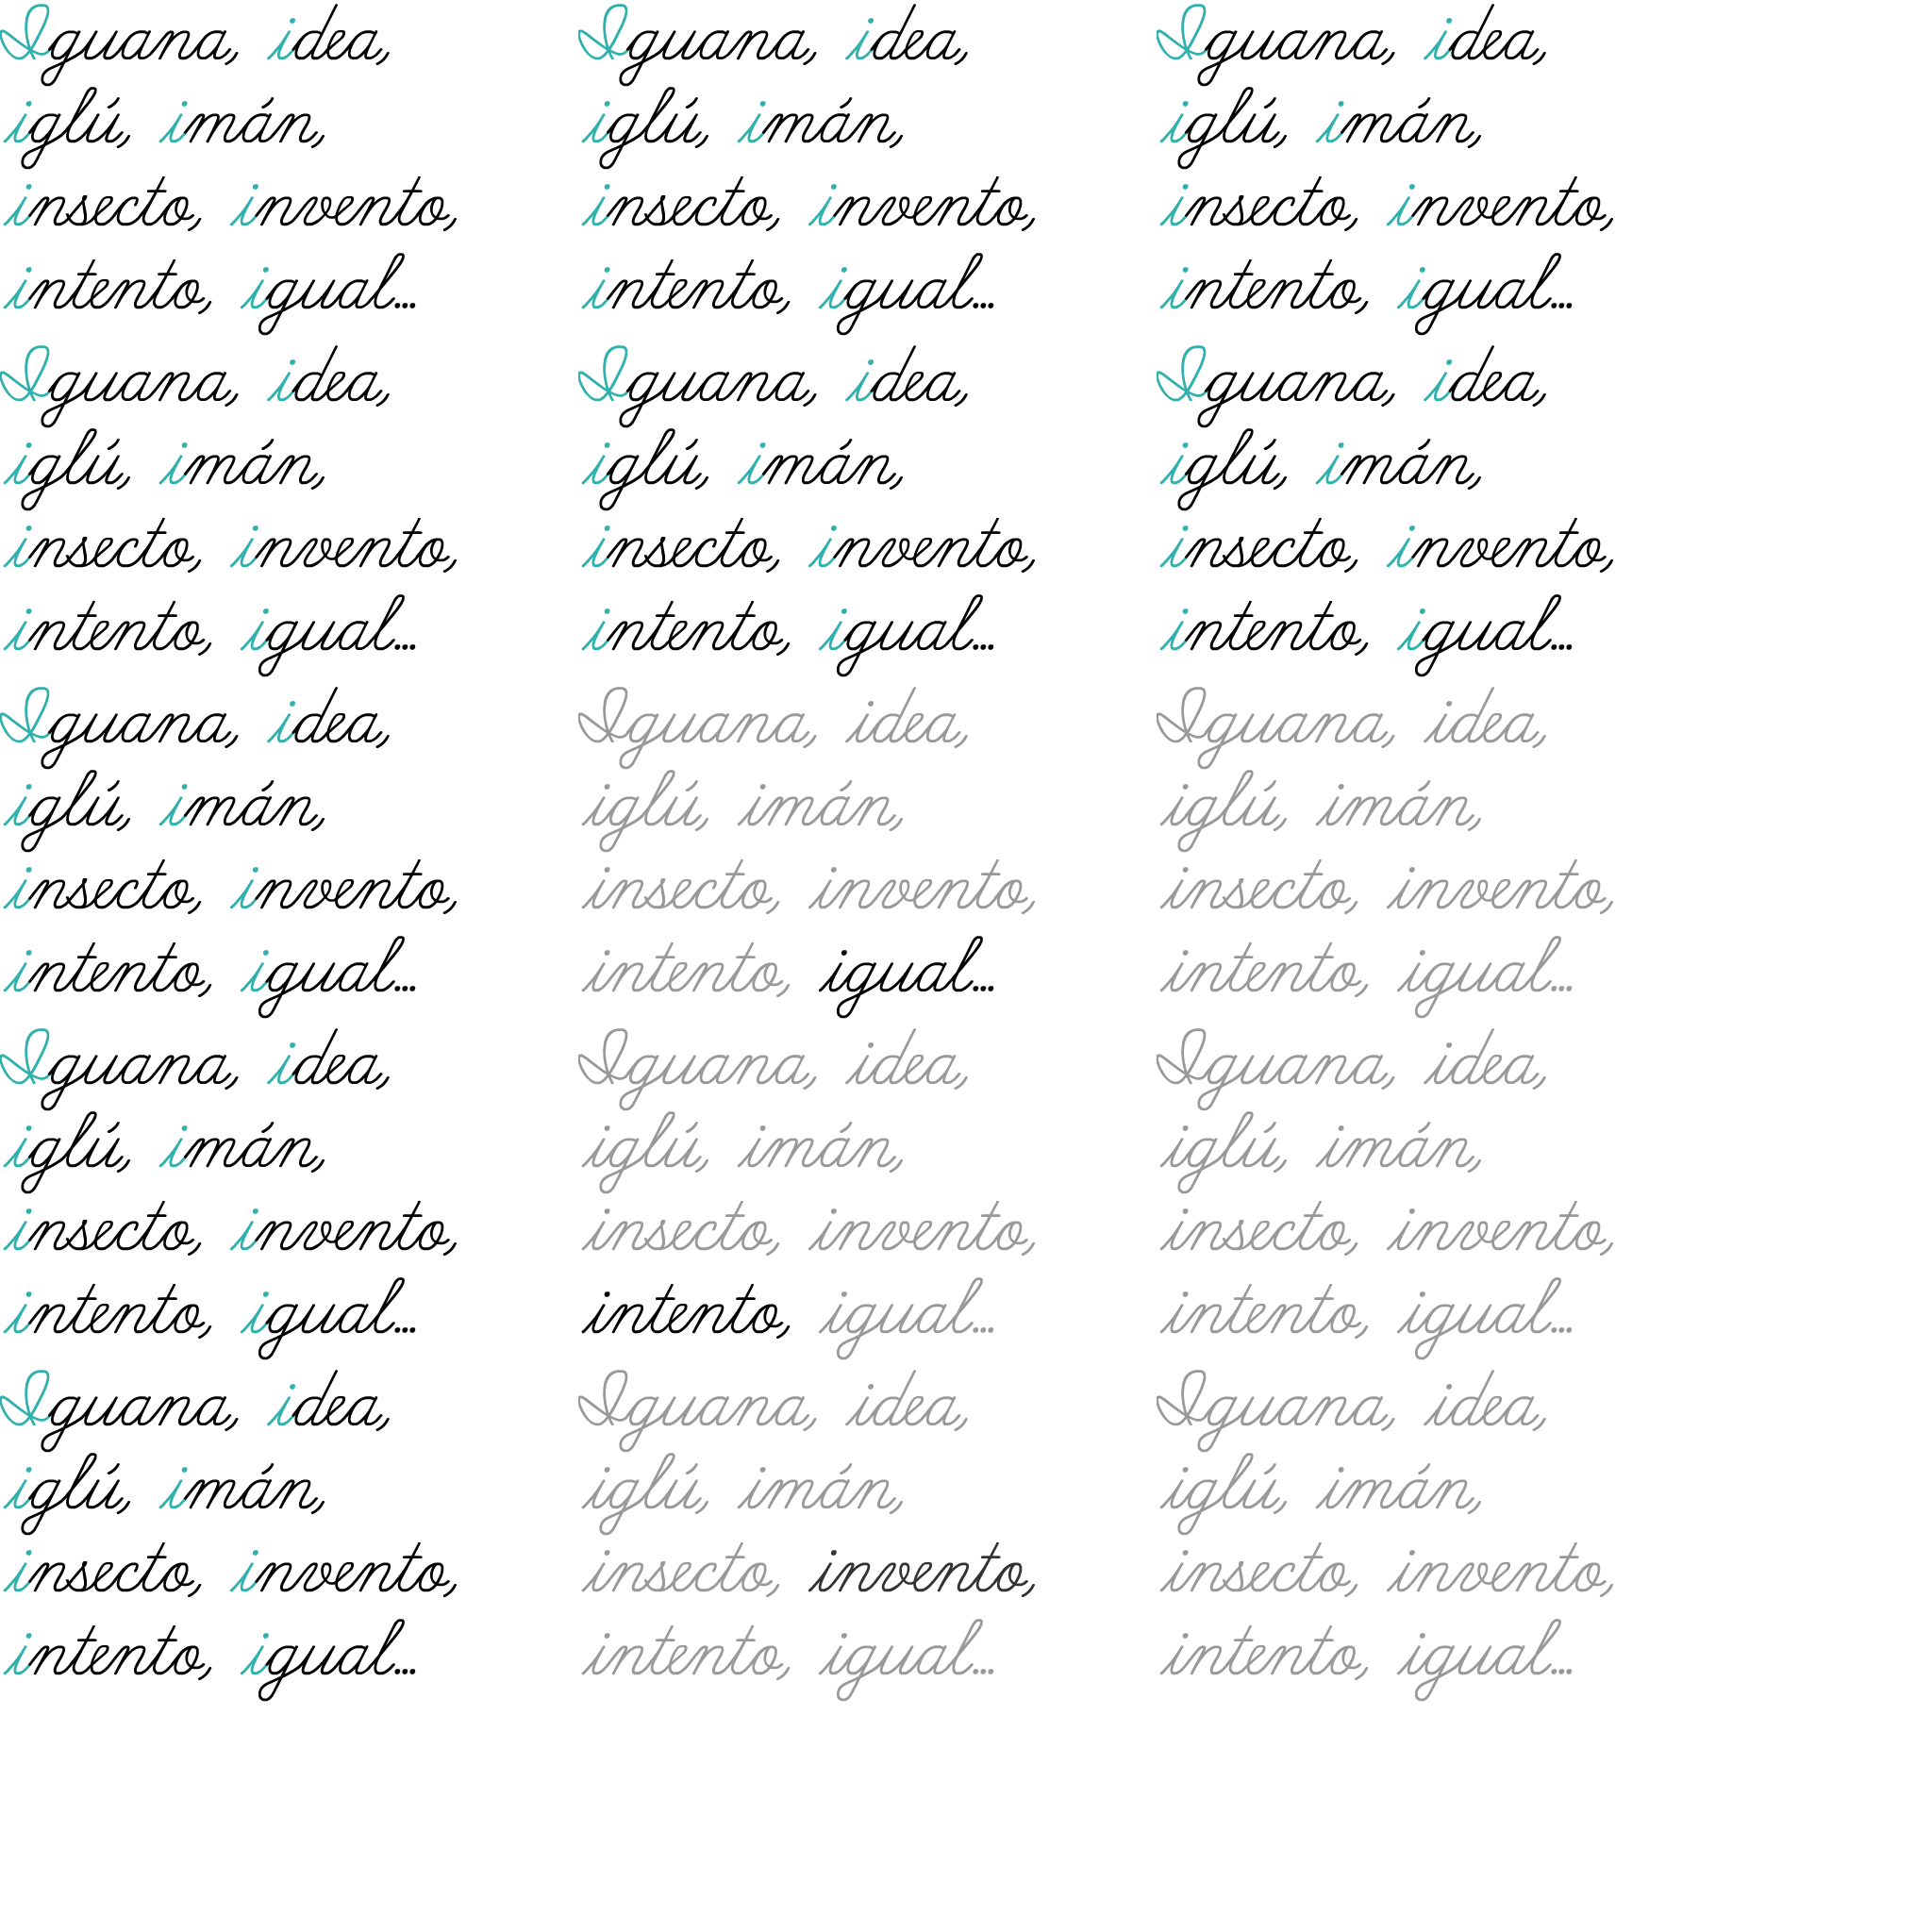 Iguana, idea,
iglú, imán,
insecto, invento,
intento, igual...
Iguana, idea,
iglú, imán,
insecto, invento,
intento, igual...
Iguana, idea,
iglú, imán,
insecto, invento,
intento, igual...
Iguana, idea,
iglú, imán,
insecto, invento,
intento, igual...
Iguana, idea,
iglú, imán,
insecto, invento,
intento, igual...
Iguana, idea,
iglú, imán,
insecto, invento,
intento, igual...
Iguana, idea,
iglú, imán,
insecto, invento,
intento, igual...
Iguana, idea,
iglú, imán,
insecto, invento,
intento, igual...
Iguana, idea,
iglú, imán,
insecto, invento,
intento, igual...
Iguana, idea,
iglú, imán,
insecto, invento,
intento, igual...
Iguana, idea,
iglú, imán,
insecto, invento,
intento, igual...
Iguana, idea,
iglú, imán,
insecto, invento,
intento, igual...
Iguana, idea,
iglú, imán,
insecto, invento,
intento, igual...
Iguana, idea,
iglú, imán,
insecto, invento,
intento, igual...
Iguana, idea,
iglú, imán,
insecto, invento,
intento, igual...